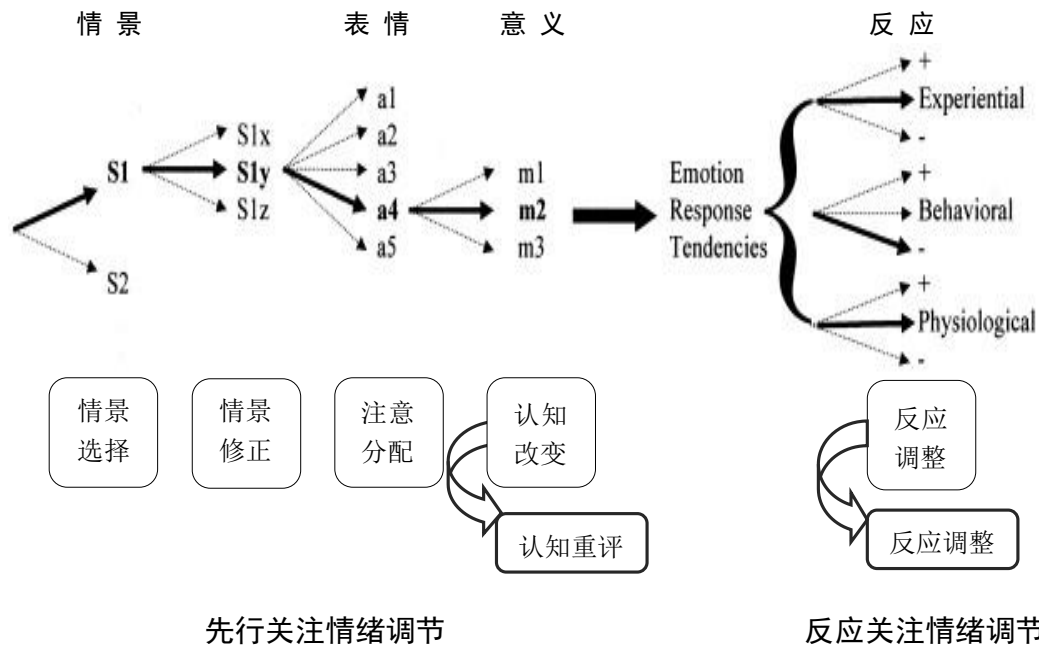 情 景
表 情
意 义
反 应
S1
S2
S1x
S1y
S1z
a1
a2
a3
a4
a5
m1
m2
m3
Emotion
Response
Tendencies
+
Experiential
-
+
Behavioral
-
+
Physiological
-
情景
选择
情景
修正
注意
分配
认知
改变
反应
调整
认知重评
反应调整
先行关注情绪调节
反应关注情绪调节